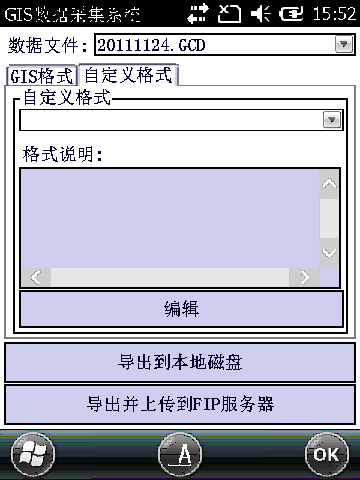 GIS数据采集系统 15:52
数据文件: 20111124.GCD
GIS格式 自定义格式
自定义格式
格式说明:
编辑
导出到本地磁盘
导出并上传到FIP服务器
A OK